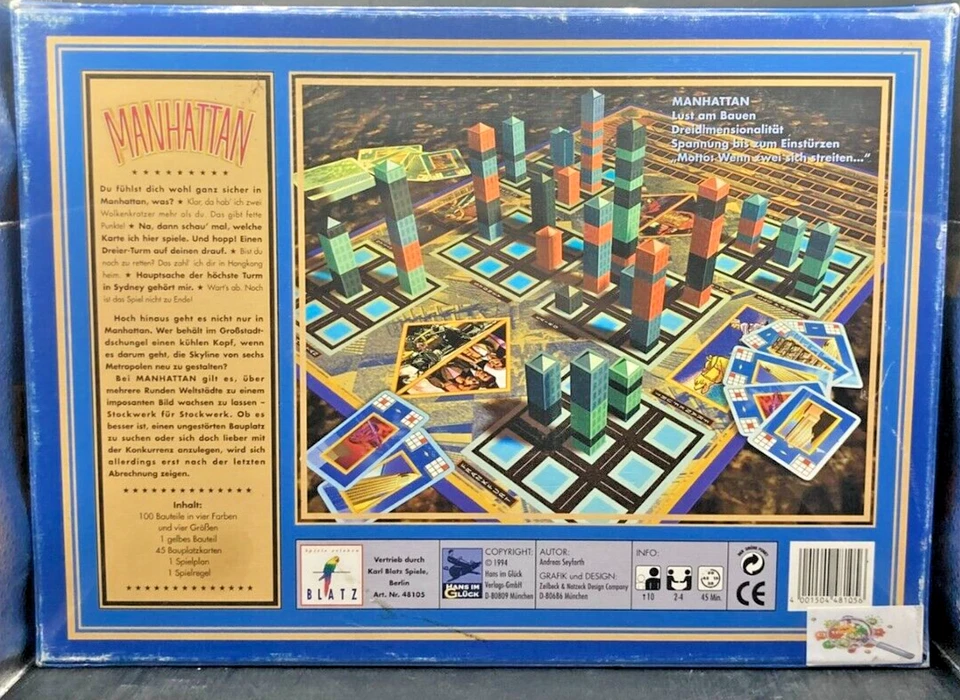 MANHATTAN
Du fühlst dich wohl ganz sicher in
Manhattan, was? ★ Klar, da hab' ich zwei
Wolkenkratzer mehr als du. Das gibt fette
Punkte! ★ Na, dann schau' mal, welche
Karte ich hier spiele. Und hopp! Einen
Dreier-Turm auf deinen drauf. ★ Bist du
noch zu retten? Das zahl' ich dir in Hongkong
heim. ★ Hauptsache der höchste Turm
in Sydney gehört mir. ★ Wart's ab. Noch
ist das Spiel nicht zu Ende!
Hoch hinaus geht es nicht nur in
Manhattan. Wer behält im Großstadt-
dschungel einen kühlen Kopf, wenn
es darum geht, die Skyline von sechs
Metropolen neu zu gestalten?
Bei MANHATTAN gilt es, über
mehrere Runden Weltstädte zu einem
imposanten Bild wachsen zu lassen –
Stockwerk für Stockwerk. Ob es
besser ist, einen ungestörten Bauplatz
zu suchen oder sich doch lieber mit
der Konkurrenz anzulegen, wird sich
allerdings erst nach der letzten
Abrechnung zeigen.
Inhalt:
100 Bauteile in vier Farben
und vier Größen
1 gelbes Bauteil
45 Bauplatzkarten
1 Spielplan
1 Spielregel
MANHATTAN
Lust am Bauen
Dreidimensionalität
Spannung bis zum Einstürzen
„Motto: Wenn zwei sich streiten..."
FRANKFURT
BLATZ
Vertrieb durch
Karl Blatz Spiele,
Berlin
Art. Nr. 48105
HANS IM
GLÜCK
COPYRIGHT:
© 1994
Hans im Glück
Verlags-GmbH
D-80809 München
AUTOR:
Andreas Seyfarth
GRAFIK und DESIGN:
Zeilbeck & Natzeck Design Company
D-80686 München
INFO:
↑10 2-4 45 Min.
CE
4 001504 481056